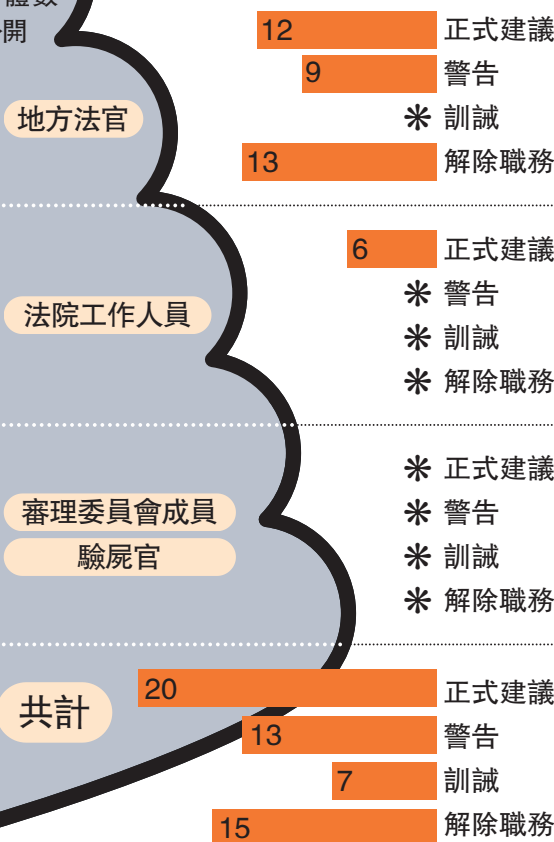 開
12 正式建議
9 警告
＊ 訓誡
13 解除職務
地方法官
6 正式建議
＊ 警告
＊ 訓誡
＊ 解除職務
法院工作人員
＊ 正式建議
＊ 警告
＊ 訓誡
＊ 解除職務
審理委員會成員
驗屍官
共計
20 正式建議
13 警告
7 訓誡
15 解除職務